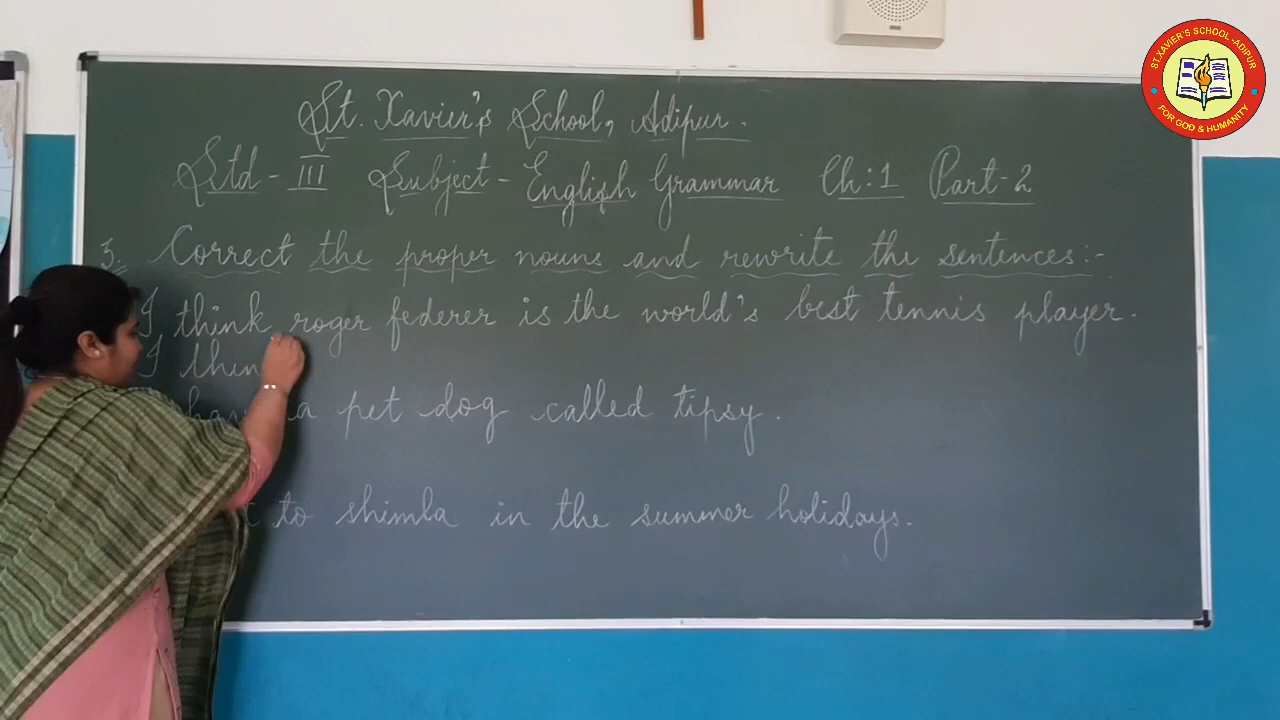 St. Xavier's School, Adipur.
Std - III Subject - English Grammar Ch:1 Part-2
3. Correct the proper nouns and rewrite the sentences:-
I think roger federer is the world's best tennis player.
I thin
a pet dog called tipsy.
to shimla in the summer holidays.
ST.XAVIER'S SCHOOL-ADIPUR
FOR GOD & HUMANITY